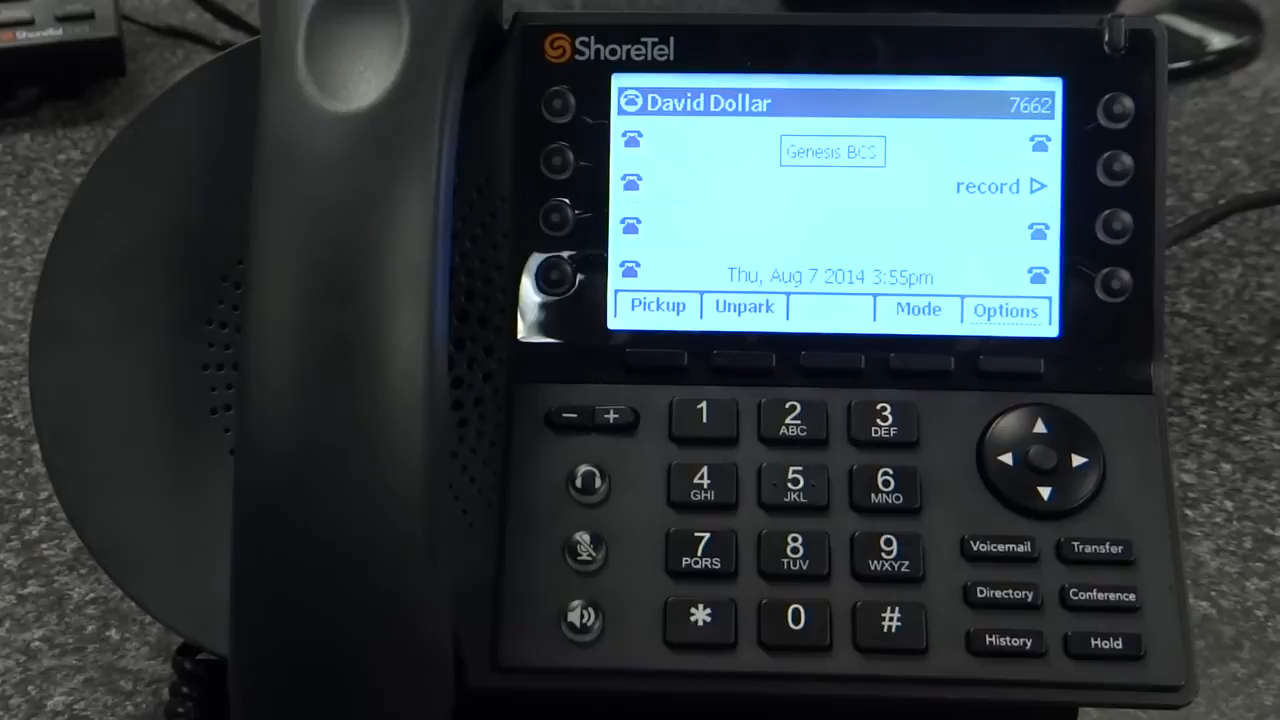 ShoreTel
ShoreTel
David Dollar 7662
Genesis BCS
record
Thu, Aug 7 2014 3:55pm
Pickup Unpark Mode Options
− +
1 2 ABC 3 DEF
4 GHI 5 JKL 6 MNO
7 PQRS 8 TUV 9 WXYZ
* 0 #
Voicemail Transfer
Directory Conference
History Hold